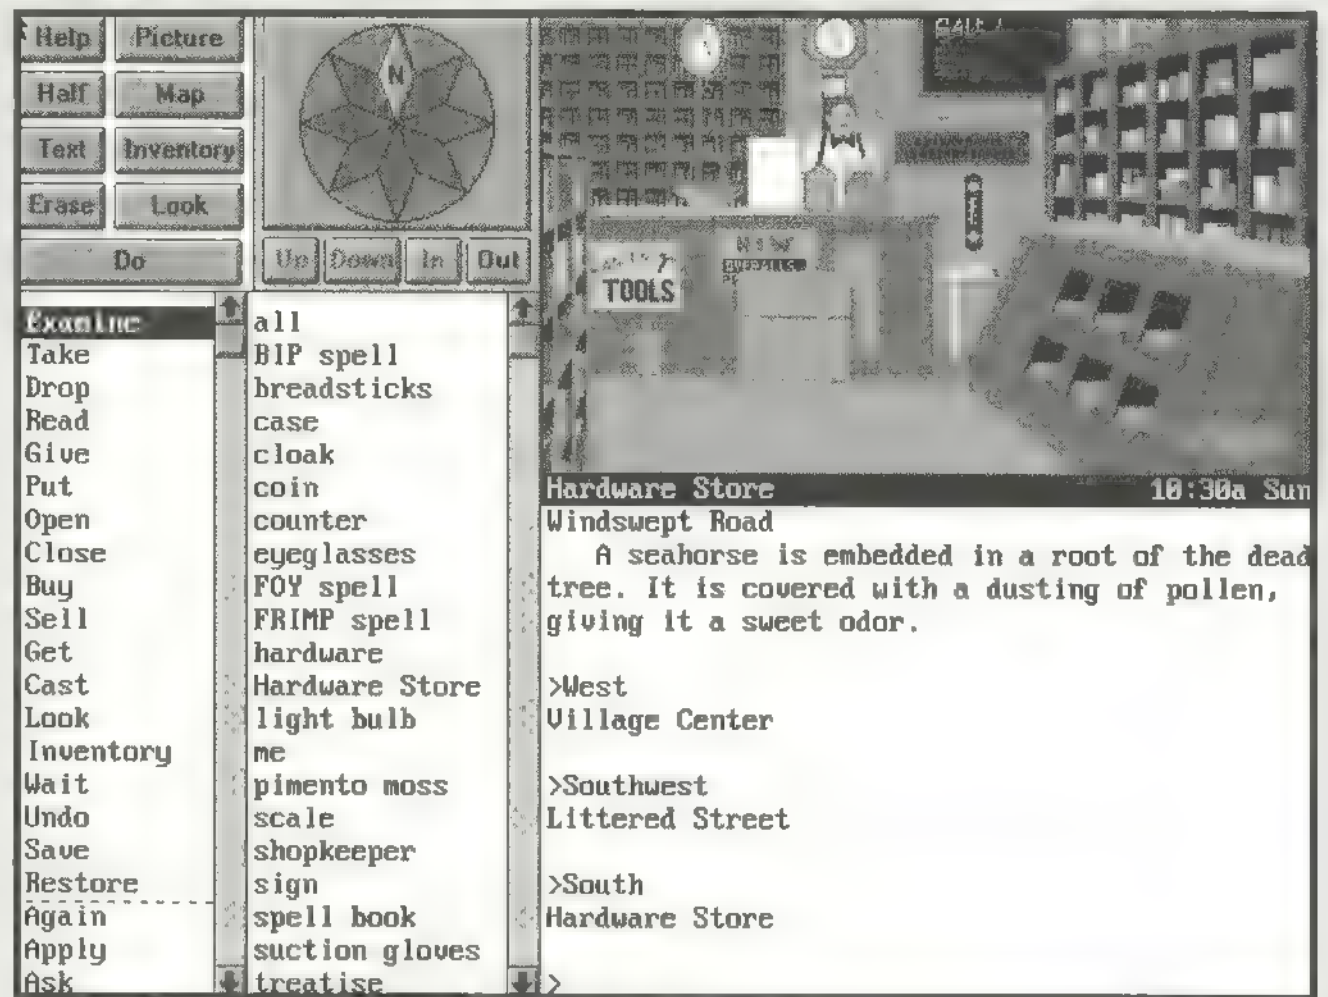 Help
Picture
Half
Map
Text
Inventory
Erase
Look
Do
N
Up
Down
In
Out
Examine
Take
Drop
Read
Give
Put
Open
Close
Buy
Sell
Get
Cast
Look
Inventory
Wait
Undo
Save
Restore
Again
Apply
Ask
all
BIP spell
breadsticks
case
cloak
coin
counter
eyeglasses
FOY spell
FRIMP spell
hardware
Hardware Store
light bulb
me
pimento moss
scale
shopkeeper
sign
spell book
suction gloves
treatise
NEW
OVERALLS
TOOLS
Hardware Store
10:30a Sun
Windswept Road
A seahorse is embedded in a root of the dead
tree. It is covered with a dusting of pollen,
giving it a sweet odor.
>West
Village Center
>Southwest
Littered Street
>South
Hardware Store
>